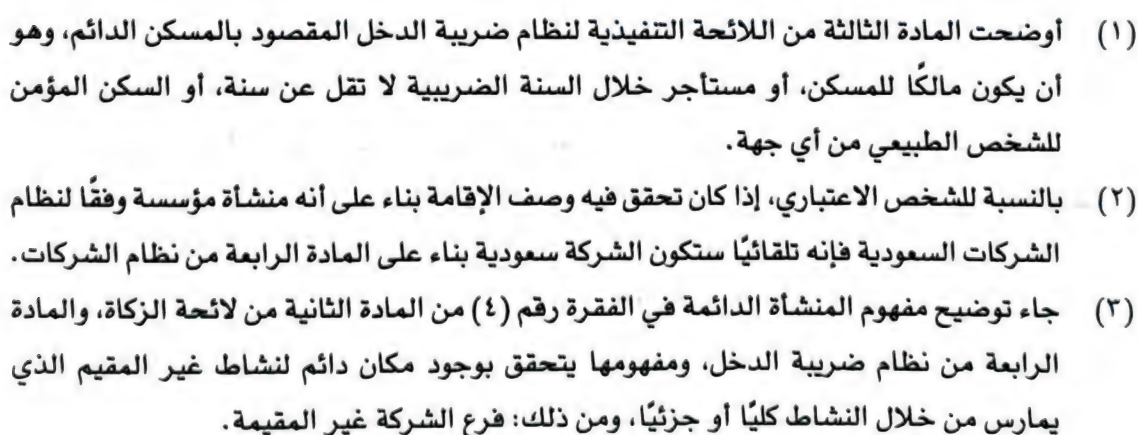 (١) أوضحت المادة الثالثة من اللائحة التنفيذية لنظام ضريبة الدخل المقصود بالمسكن الدائم، وهو
أن يكون مالكًا للمسكن، أو مستأجر خلال السنة الضريبية لا تقل عن سنة، أو السكن المؤمن
للشخص الطبيعي من أي جهة.
(٢) بالنسبة للشخص الاعتباري، إذا كان تحقق فيه وصف الإقامة بناء على أنه منشأة مؤسسة وفقًا لنظام
الشركات السعودية فإنه تلقائيًا ستكون الشركة سعودية بناء على المادة الرابعة من نظام الشركات.
(٣) جاء توضيح مفهوم المنشأة الدائمة في الفقرة رقم (٤) من المادة الثانية من لائحة الزكاة، والمادة
الرابعة من نظام ضريبة الدخل، ومفهومها يتحقق بوجود مكان دائم لنشاط غير المقيم الذي
يمارس من خلال النشاط كليًا أو جزئيًا، ومن ذلك: فرع الشركة غير المقيمة.